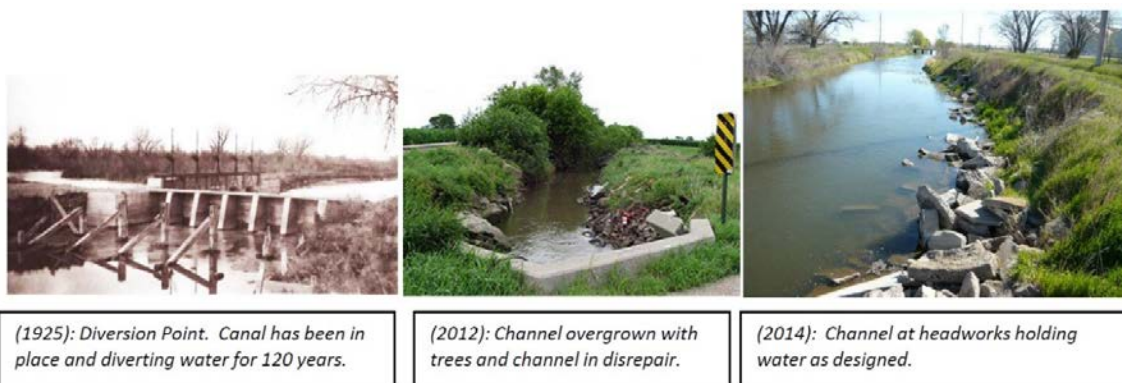 (1925): Diversion Point. Canal has been in
place and diverting water for 120 years.
(2012): Channel overgrown with
trees and channel in disrepair.
(2014): Channel at headworks holding
water as designed.